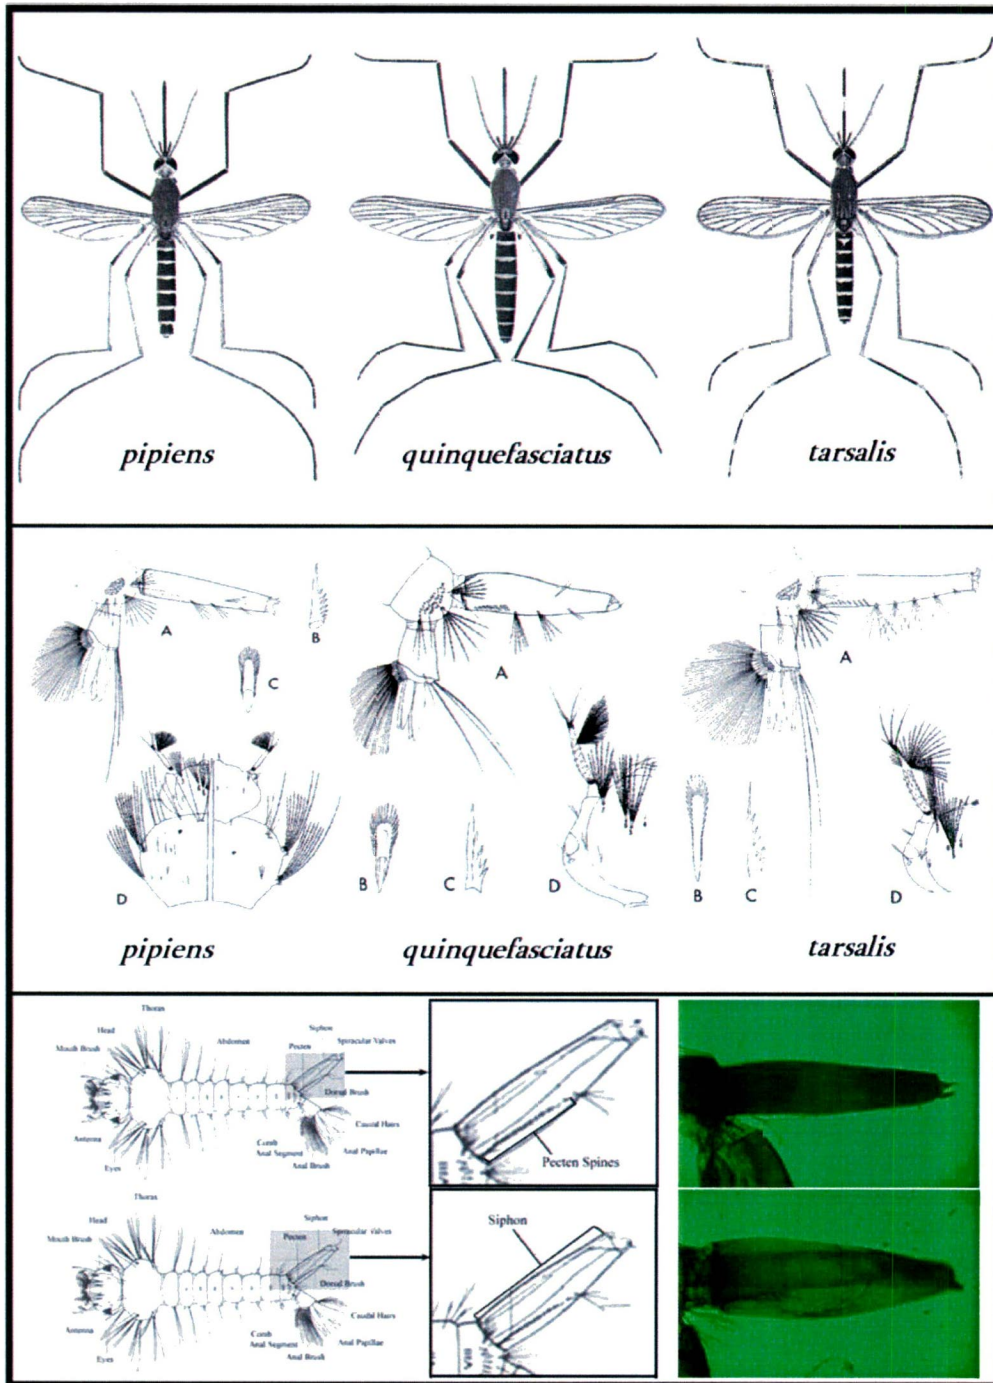 pipiens quinquefasciatus tarsalis
A
B
C
D
A
B
C
D
A
B
C
D
pipiens quinquefasciatus tarsalis
Thorax
Head
Mouth Brush
Abdomen
Siphon
Pecten
Spiracular Valves
Dorsal Brush
Caudal Hairs
Anal Papillae
Comb
Anal Segment
Anal Brush
Antenna
Eyes
VIII
Pecten Spines
Thorax
Head
Mouth Brush
Abdomen
Siphon
Pecten
Spiracular Valves
Dorsal Brush
Caudal Hairs
Anal Papillae
Comb
Anal Segment
Anal Brush
Antenna
Eyes
Siphon
VIII